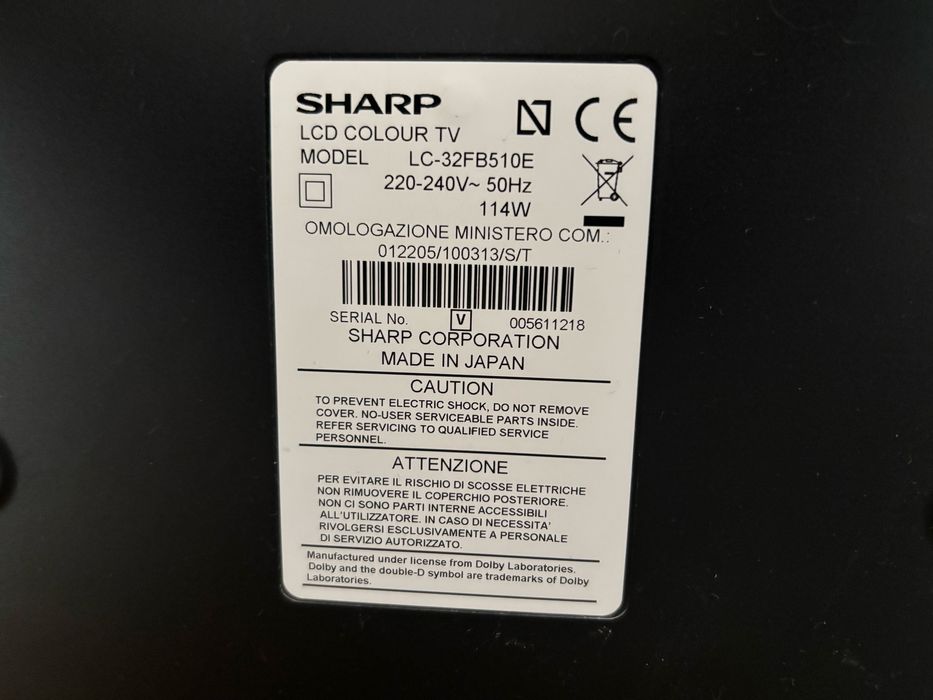 SHARP
LCD COLOUR TV
MODEL LC-32FB510E
220-240V~ 50Hz
114W
OMOLOGAZIONE MINISTERO COM.:
012205/100313/S/T
SERIAL No. V 005611218
SHARP CORPORATION
MADE IN JAPAN
CAUTION
TO PREVENT ELECTRIC SHOCK, DO NOT REMOVE
COVER. NO-USER SERVICEABLE PARTS INSIDE.
REFER SERVICING TO QUALIFIED SERVICE
PERSONNEL.
ATTENZIONE
PER EVITARE IL RISCHIO DI SCOSSE ELETTRICHE
NON RIMUOVERE IL COPERCHIO POSTERIORE.
NON CI SONO PARTI INTERNE ACCESSIBILI
ALL'UTILIZZATORE. IN CASO DI NECESSITA'
RIVOLGERSI ESCLUSIVAMENTE A PERSONALE
DI SERVIZIO AUTORIZZATO.
Manufactured under license from Dolby Laboratories.
Dolby and the double-D symbol are trademarks of Dolby
Laboratories.